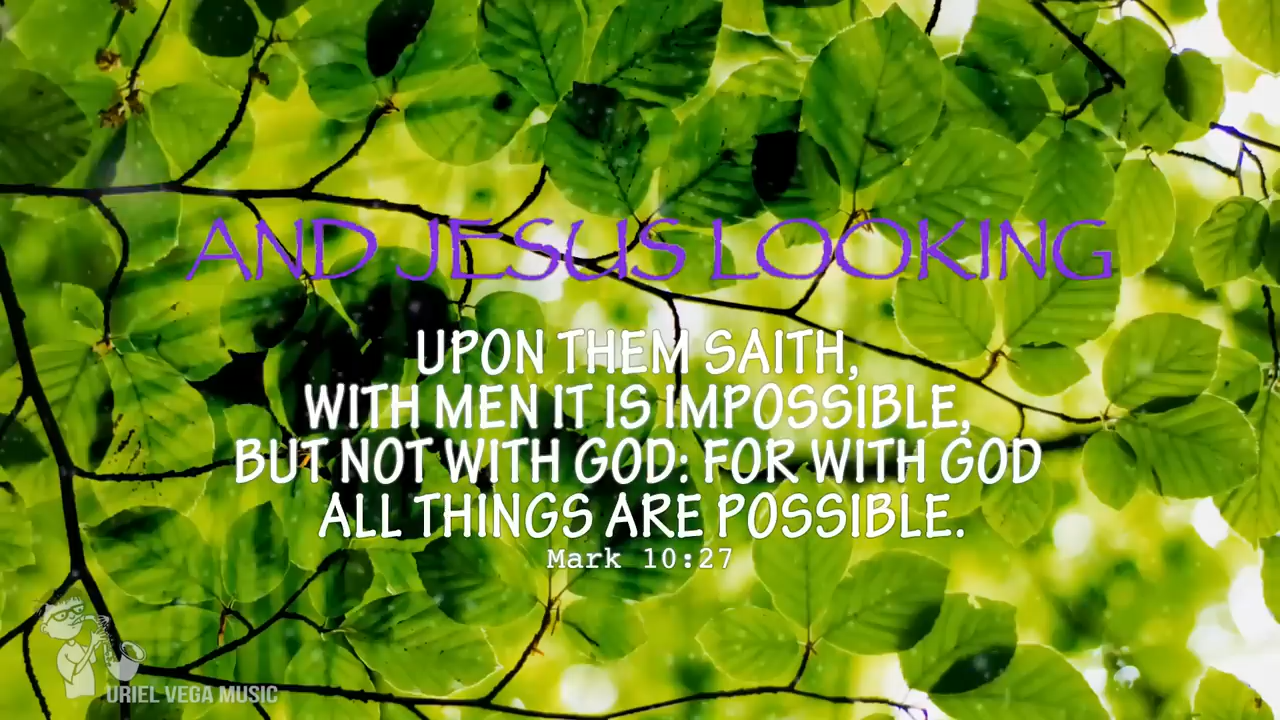 AND JESUS LOOKING
UPON THEM SAITH,
WITH MEN IT IS IMPOSSIBLE,
BUT NOT WITH GOD: FOR WITH GOD
ALL THINGS ARE POSSIBLE.
Mark 10:27
URIEL VEGA MUSIC